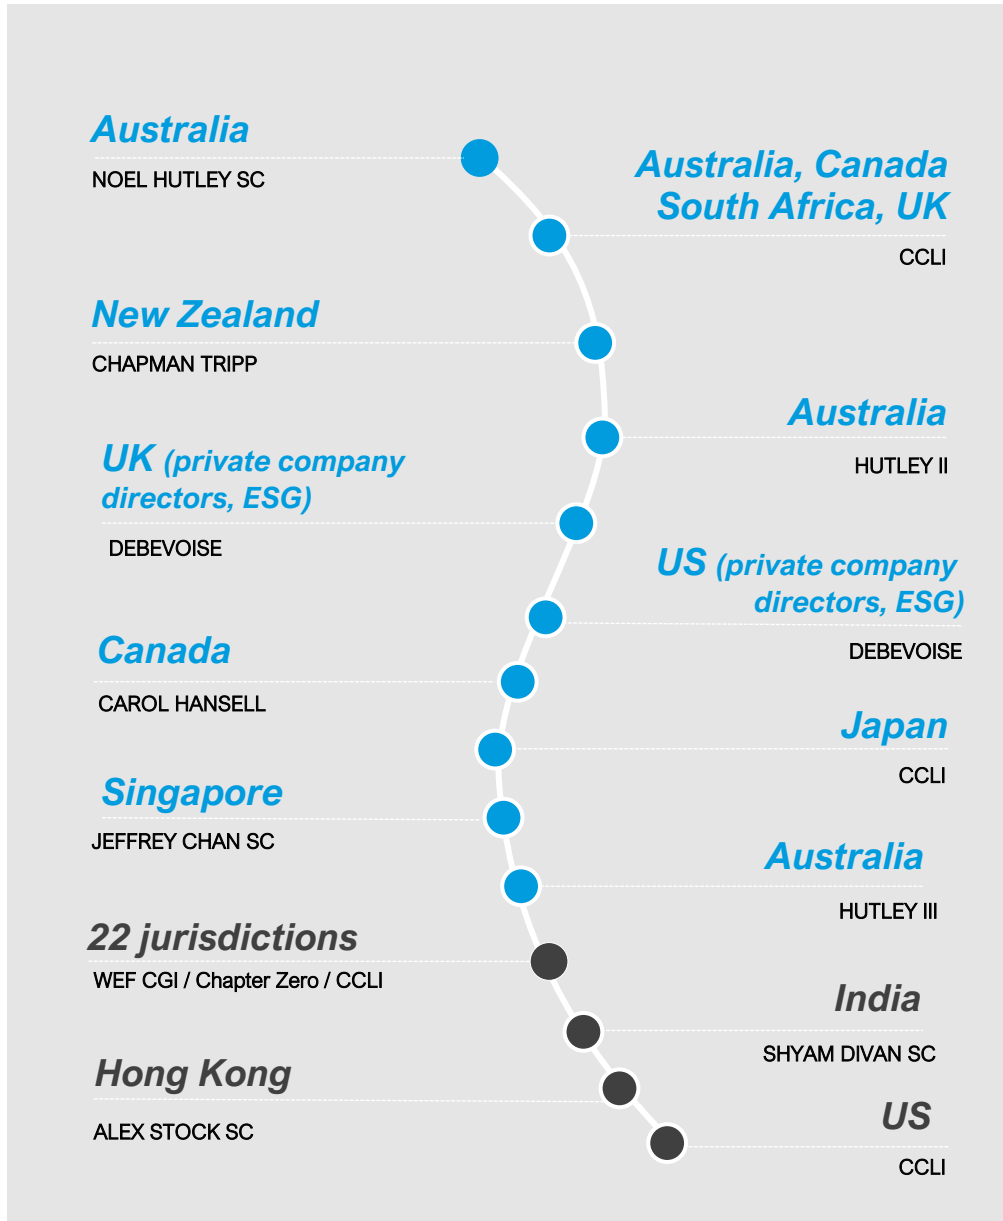 Australia
NOEL HUTLEY SC
Australia, Canada
South Africa, UK
CCLI
New Zealand
CHAPMAN TRIPP
Australia
HUTLEY II
UK (private company
directors, ESG)
DEBEVOISE
US (private company
directors, ESG)
DEBEVOISE
Canada
CAROL HANSELL
Japan
CCLI
Singapore
JEFFREY CHAN SC
Australia
HUTLEY III
22 jurisdictions
WEF CGI / Chapter Zero / CCLI
India
SHYAM DIVAN SC
Hong Kong
ALEX STOCK SC
US
CCLI